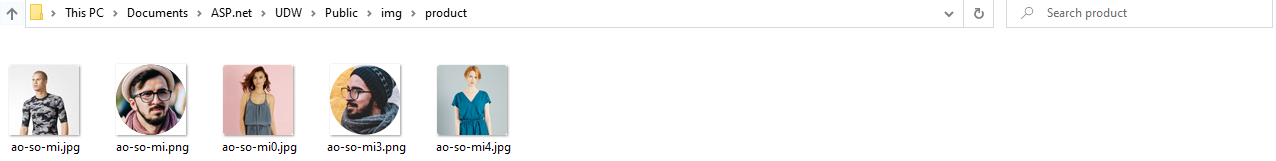 This PC > Documents > ASP.net > UDW > Public > img > product
Search product
ao-so-mi.jpg
ao-so-mi.png
ao-so-mi0.jpg
ao-so-mi3.png
ao-so-mi4.jpg